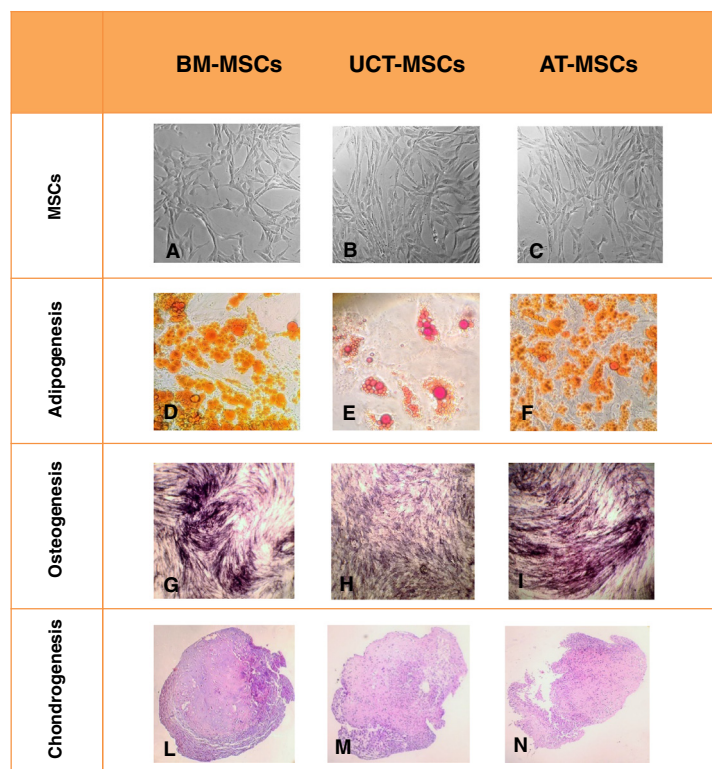 BM-MSCs UCT-MSCs AT-MSCs
MSCs
A B C
Adipogenesis
D E F
Osteogenesis
G H I
Chondrogenesis
L M N